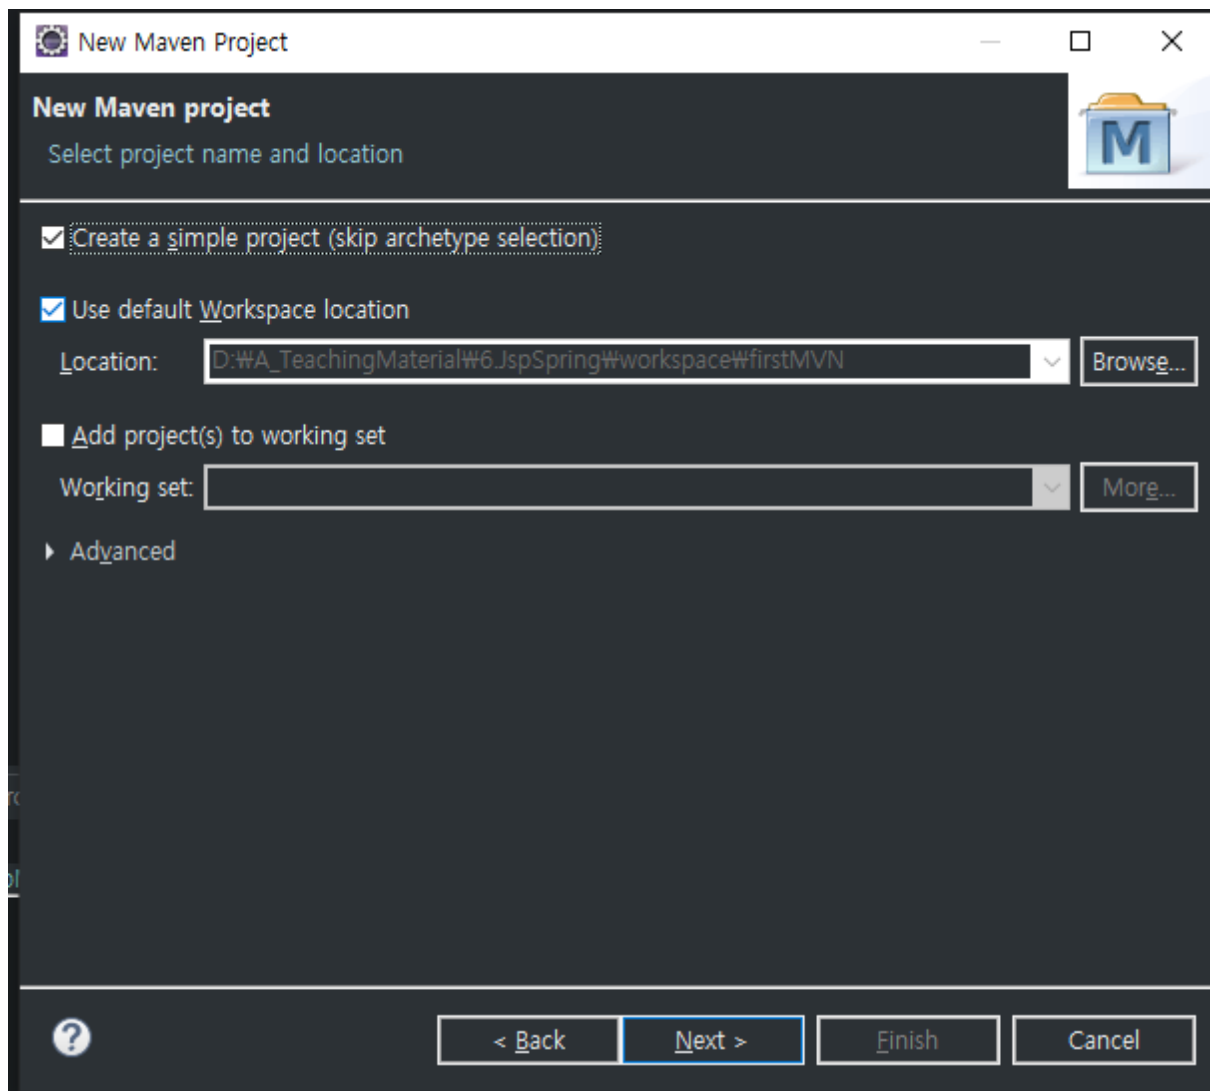 New Maven Project
New Maven project
Select project name and location
M
Create a simple project (skip archetype selection)
Use default Workspace location
Location: D:₩A_TeachingMaterial₩6.JspSpring₩workspace₩firstMVN Browse...
Add project(s) to working set
Working set: More...
Advanced
? < Back Next > Finish Cancel